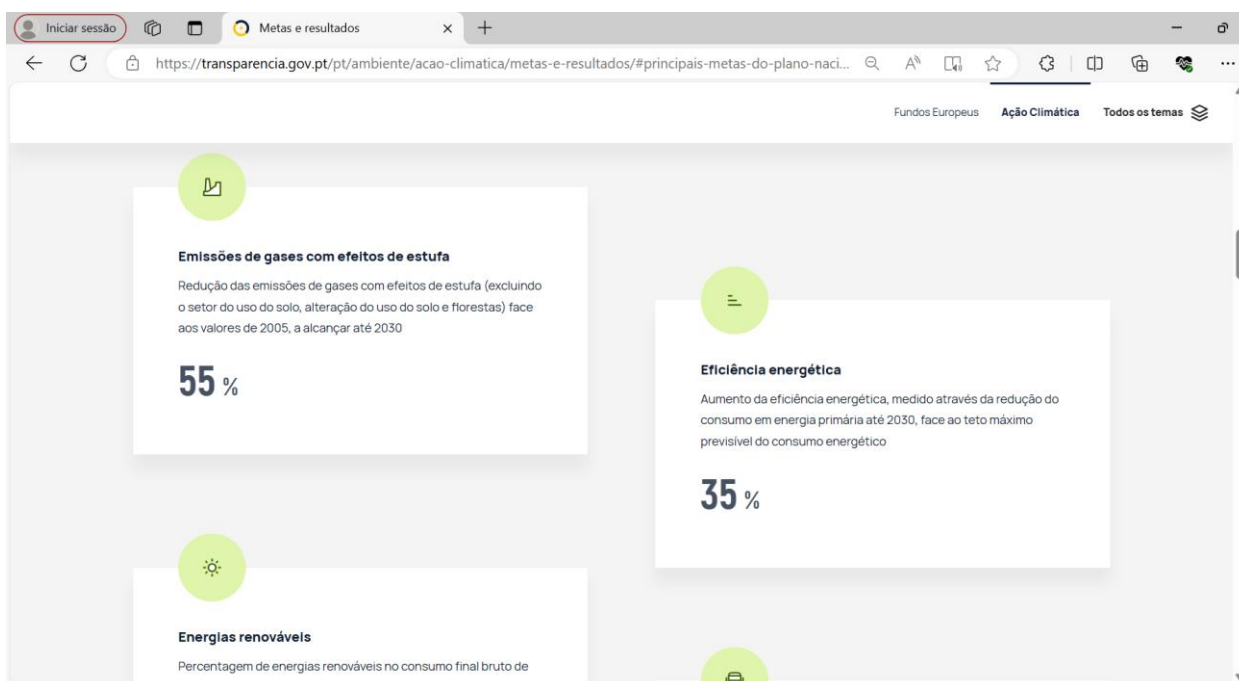 Iniciar sessão
Metas e resultados
https://transparencia.gov.pt/pt/ambiente/acao-climatica/metas-e-resultados/#principais-metas-do-plano-naci...
Fundos Europeus
Ação Climática
Todos os temas
Emissões de gases com efeitos de estufa
Redução das emissões de gases com efeitos de estufa (excluindo
o setor do uso do solo, alteração do uso do solo e florestas) face
aos valores de 2005, a alcançar até 2030
55 %
Eficiência energética
Aumento da eficiência energética, medido através da redução do
consumo em energia primária até 2030, face ao teto máximo
previsível do consumo energético
35 %
Energias renováveis
Percentagem de energias renováveis no consumo final bruto de